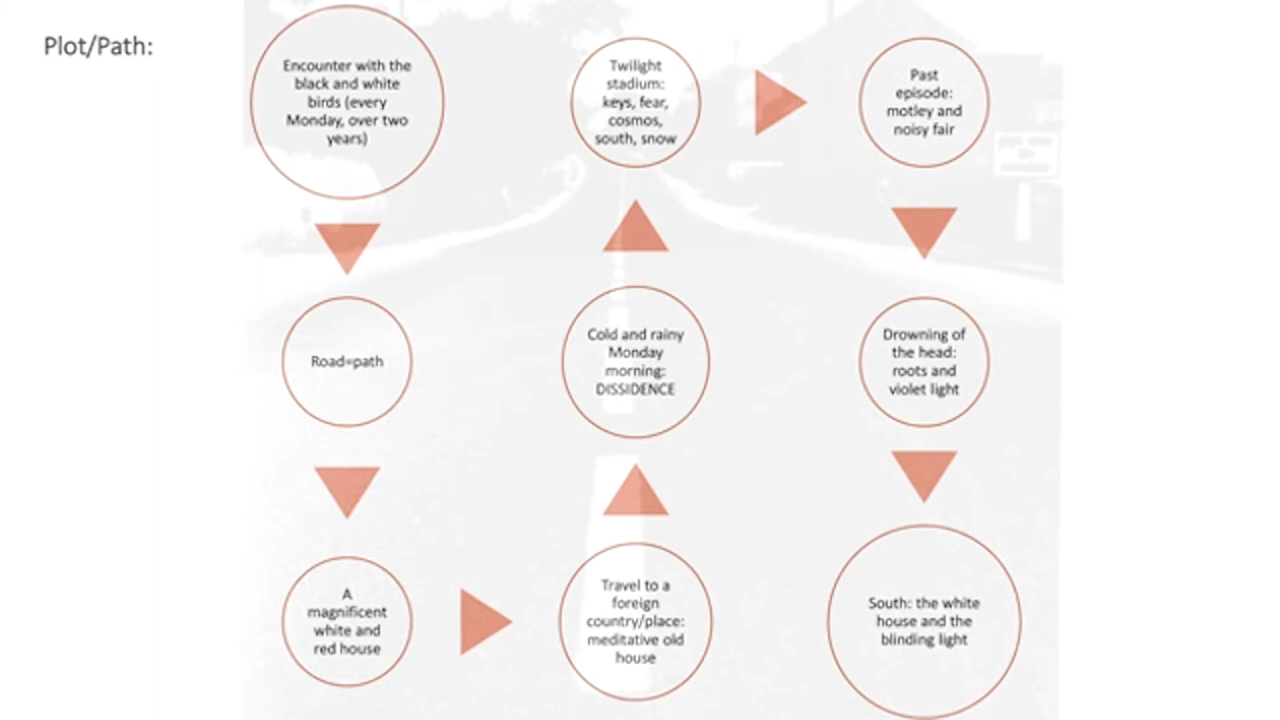 Plot/Path:
Encounter with the
black and white
birds (every
Monday, over two
years)
Road=path
A
magnificent
white and
red house
Travel to a
foreign
country/place:
meditative old
house
Cold and rainy
Monday
morning:
DISSIDENCE
Twilight
stadium:
keys, fear,
cosmos,
south, snow
Past
episode:
motley and
noisy fair
Drowning of
the head:
roots and
violet light
South: the white
house and the
blinding light